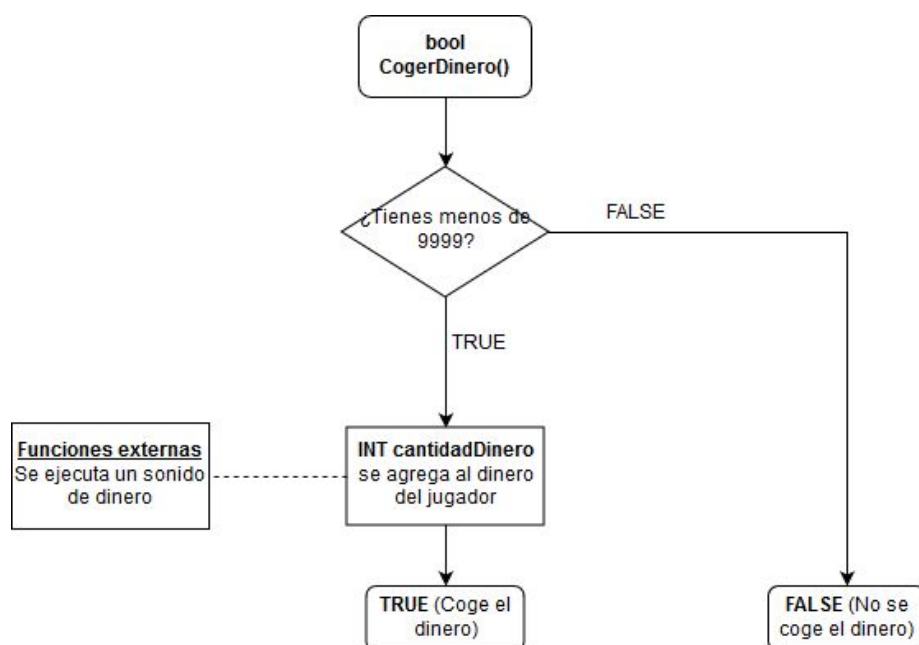 bool
CogerDinero()
¿Tienes menos de
9999?
FALSE
TRUE
Funciones externas
Se ejecuta un sonido
de dinero
INT cantidadDinero
se agrega al dinero
del jugador
TRUE (Coge el
dinero)
FALSE (No se
coge el dinero)